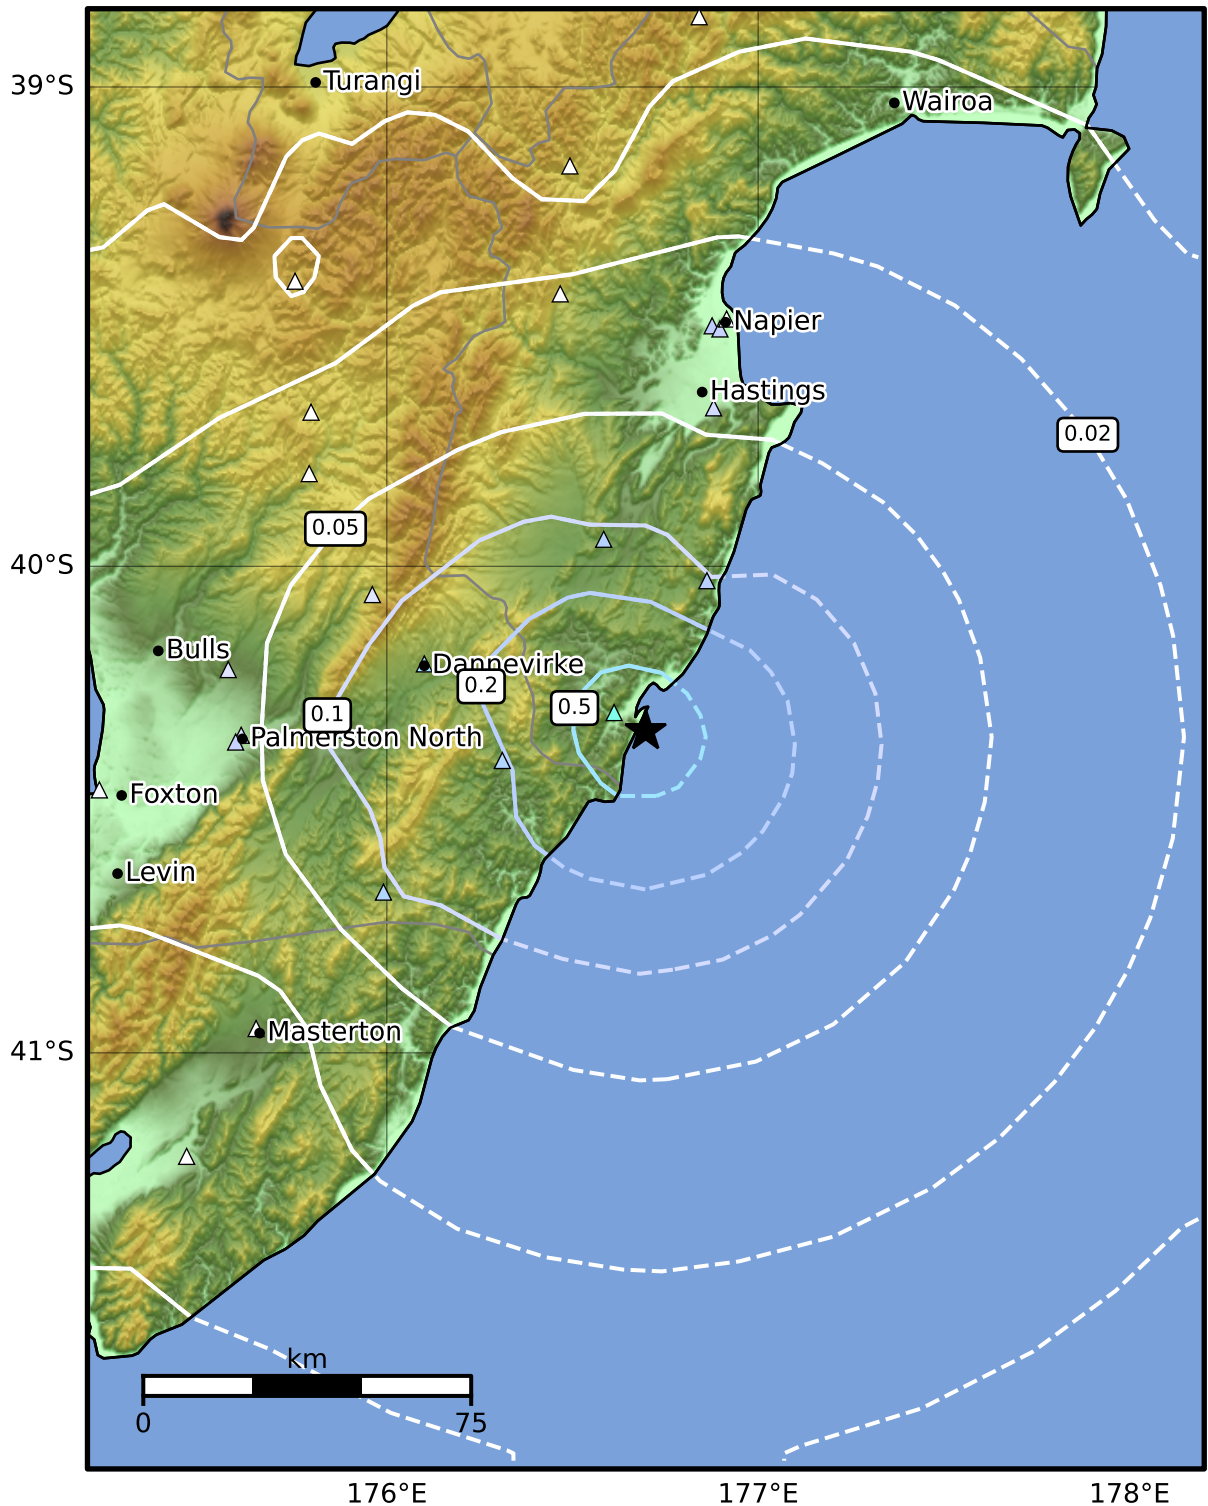 39°S
Turangi
Wairoa
Napier
Hastings
0.02
0.05
40°S
Bulls
Dannevirke
0.2
0.5
0.1
Palmerston North
Foxton
Levin
Masterton
41°S
km
0
75
176°E
177°E
178°E